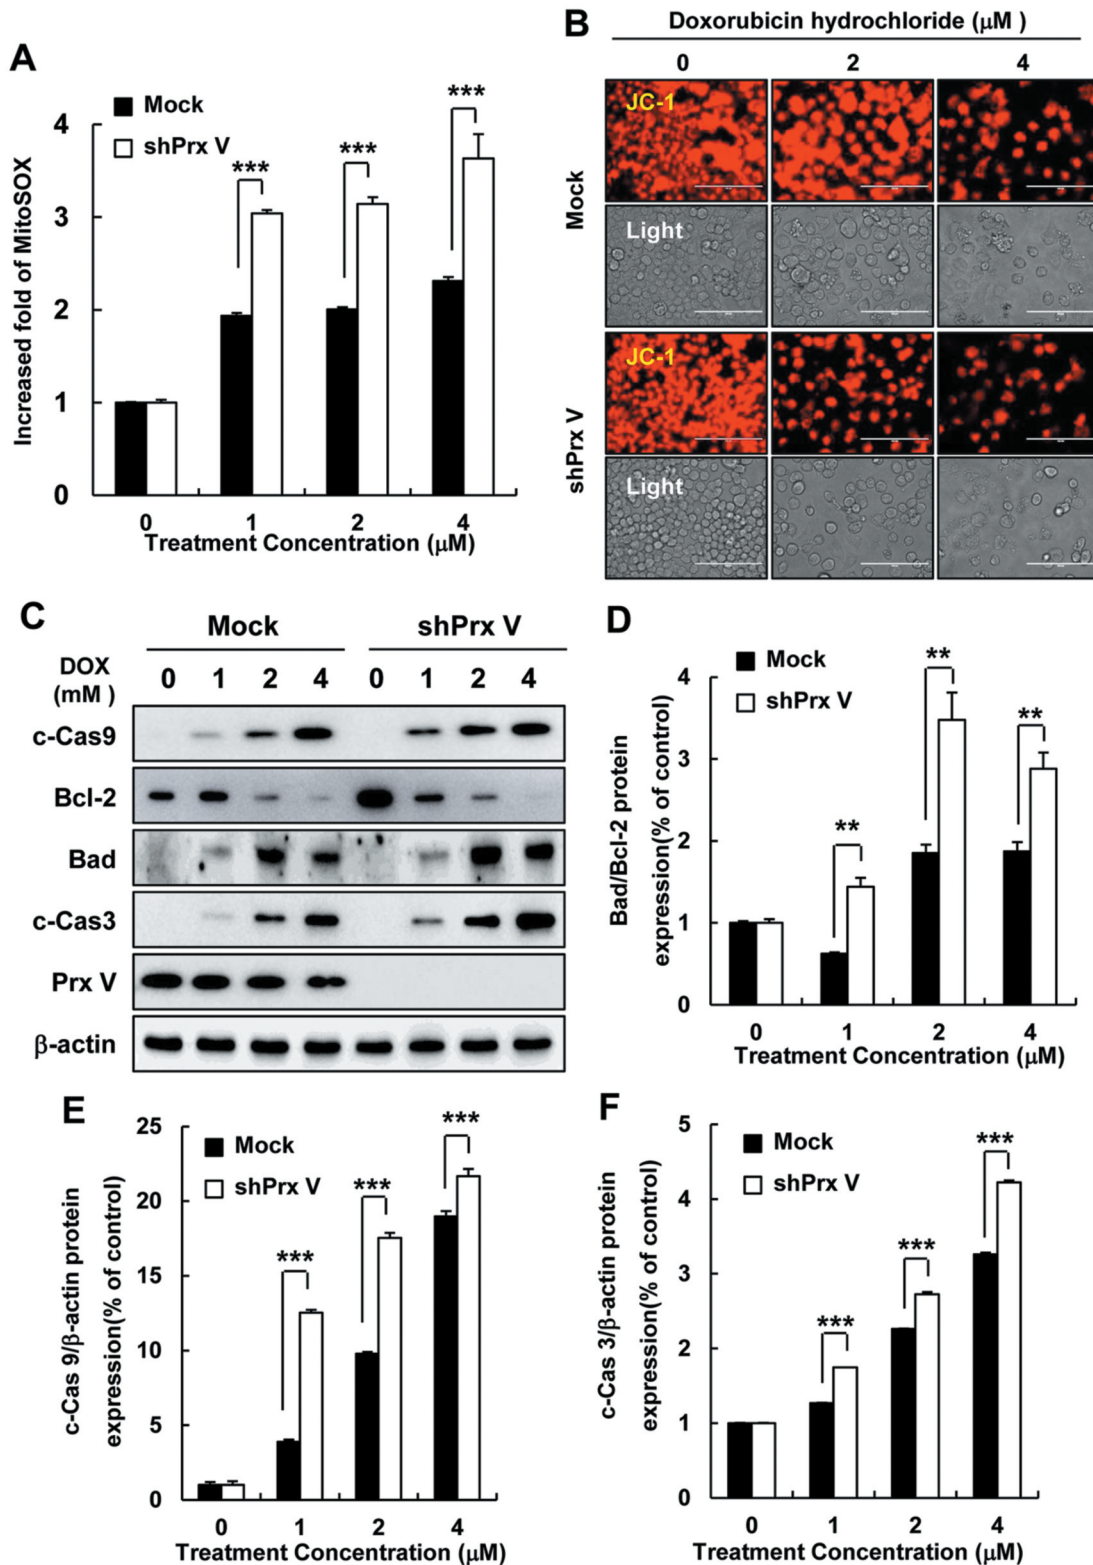 A
Mock
shPrx V
***
***
***
4
3
2
1
0
Increased fold of MitoSOX
0 1 2 4
Treatment Concentration (μM)
B
Doxorubicin hydrochloride (μM )
0 2 4
Mock
JC-1
Light
shPrx V
JC-1
Light
C
Mock shPrx V
DOX
(mM )
0 1 2 4 0 1 2 4
c-Cas9
Bcl-2
Bad
c-Cas3
Prx V
β-actin
D
Mock
shPrx V
**
**
**
4
3
2
1
0
Bad/Bcl-2 protein
expression(% of control)
0 1 2 4
Treatment Concentration (μM)
E
Mock
shPrx V
***
***
***
25
20
15
10
5
0
c-Cas 9/β-actin protein
expression(% of control)
0 1 2 4
Treatment Concentration (μM)
F
Mock
shPrx V
***
***
***
5
4
3
2
1
0
c-Cas 3/β-actin protein
expression(% of control)
0 1 2 4
Treatment Concentration (μM)